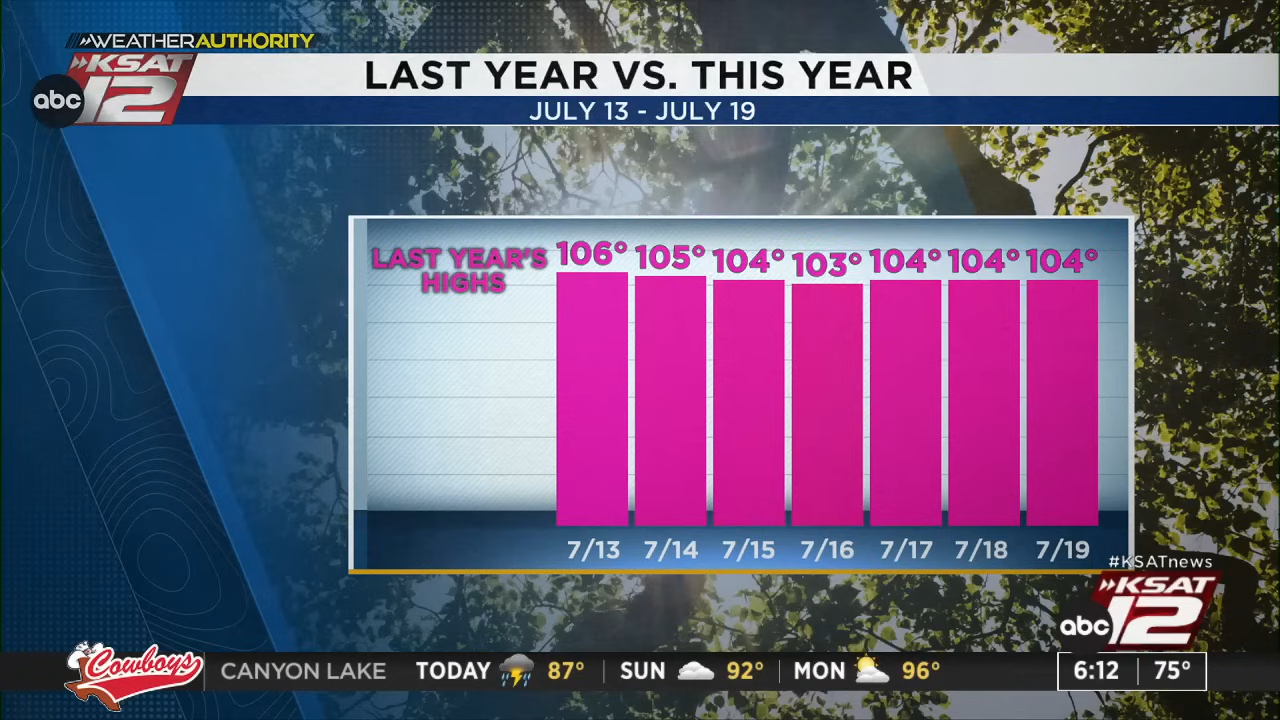 WEATHERAUTHORITY
KSAT
abc 12
LAST YEAR VS. THIS YEAR
JULY 13 - JULY 19
LAST YEAR'S
HIGHS
106° 105° 104° 103° 104° 104° 104°
7/13 7/14 7/15 7/16 7/17 7/18 7/19
#KSATnews
KSAT
abc 12
Cowboys CANYON LAKE TODAY 87° SUN 92° MON 96° 6:12 75°